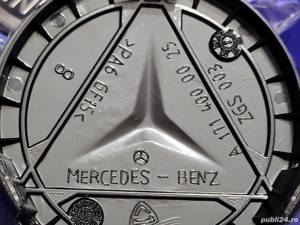 >PA6 GF15<
8
A 171 400 00 25
ZGS 003
MERCEDES - BENZ
publi24.ro